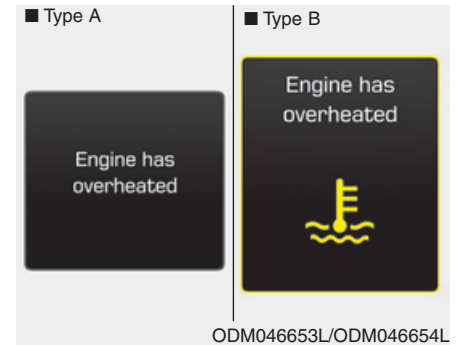 ■ Type A
Engine has
overheated
■ Type B
Engine has
overheated
ODM046653L/ODM046654L